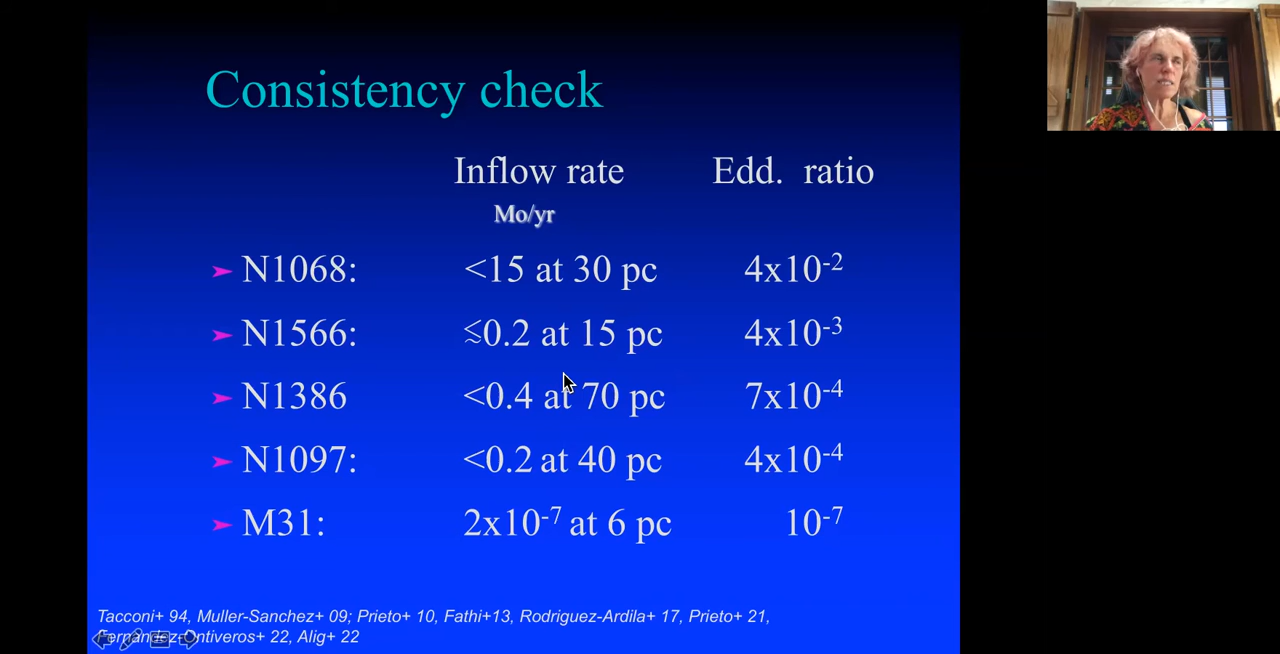 Consistency check
Inflow rate Edd. ratio
Mo/yr
➢ N1068: <15 at 30 pc 4x10⁻²
➢ N1566: ≲0.2 at 15 pc 4x10⁻³
➢ N1386 <0.4 at 70 pc 7x10⁻⁴
➢ N1097: <0.2 at 40 pc 4x10⁻⁴
➢ M31: 2x10⁻⁷ at 6 pc 10⁻⁷
Tacconi+ 94, Muller-Sanchez+ 09; Prieto+ 10, Fathi+13, Rodriguez-Ardila+ 17, Prieto+ 21,
Fernandez-Ontiveros+ 22, Alig+ 22